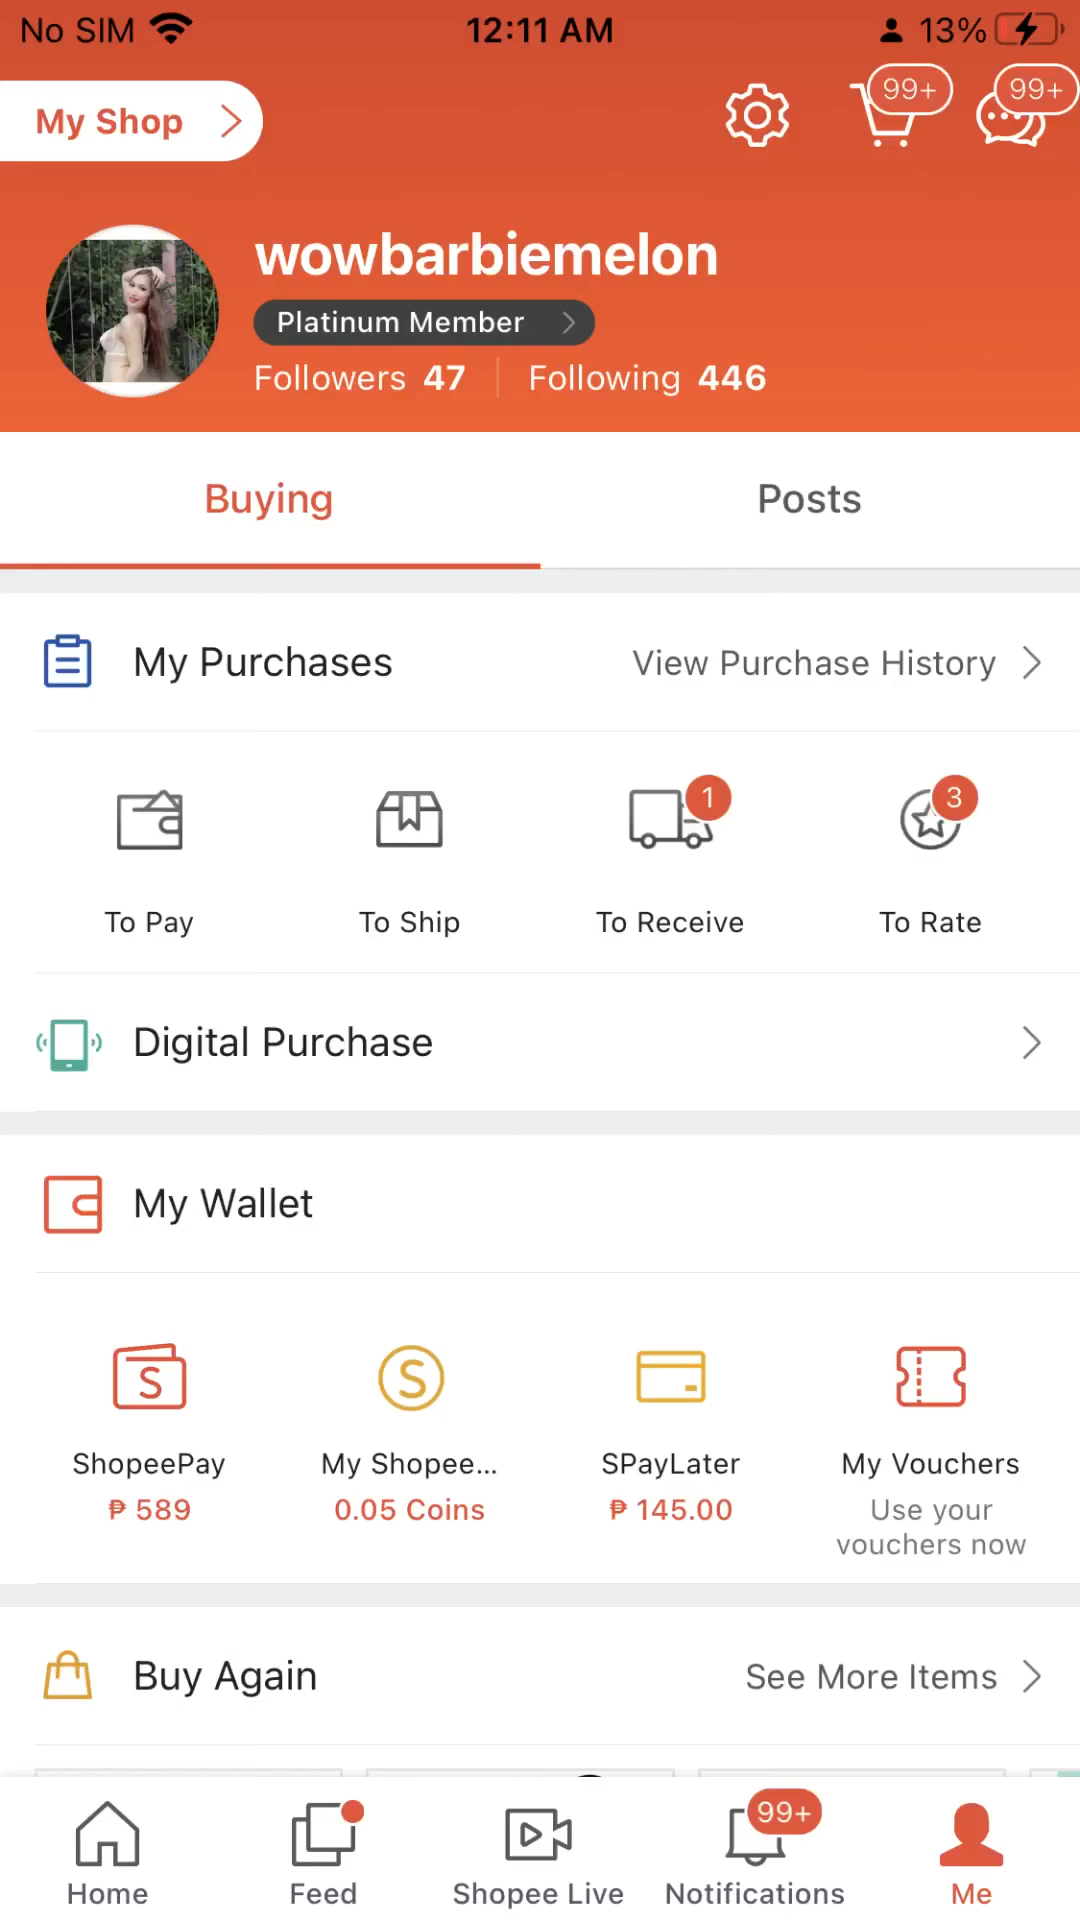 No SIM 12:11 AM 13%
My Shop 99+ 99+
wowbarbiemelon
Platinum Member
Followers 47 Following 446
Buying Posts
My Purchases View Purchase History
1 3
To Pay To Ship To Receive To Rate
Digital Purchase
My Wallet
S S
ShopeePay My Shopee... SPayLater My Vouchers
₱ 589 0.05 Coins ₱ 145.00 Use your
vouchers now
Buy Again See More Items
99+
Home Feed Shopee Live Notifications Me